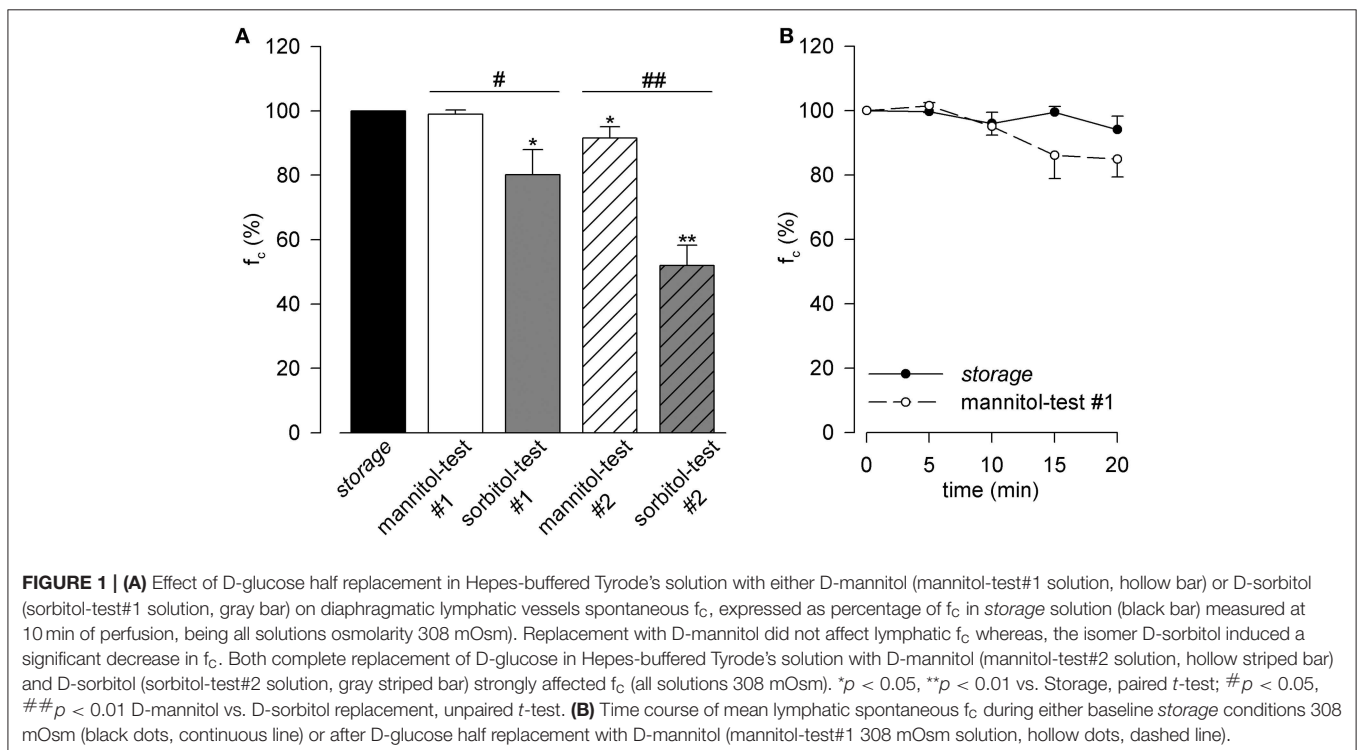 A
120
100
80
60
40
20
0
fc (%)
#
##
*
*
**
storage
mannitol-test
#1
sorbitol-test
#1
mannitol-test
#2
sorbitol-test
#2
B
120
100
80
60
40
20
0
fc (%)
storage
mannitol-test #1
0 5 10 15 20
time (min)
FIGURE 1 | (A) Effect of D-glucose half replacement in Hepes-buffered Tyrode's solution with either D-mannitol (mannitol-test#1 solution, hollow bar) or D-sorbitol
(sorbitol-test#1 solution, gray bar) on diaphragmatic lymphatic vessels spontaneous fC, expressed as percentage of fC in storage solution (black bar) measured at
10 min of perfusion, being all solutions osmolarity 308 mOsm). Replacement with D-mannitol did not affect lymphatic fC whereas, the isomer D-sorbitol induced a
significant decrease in fC. Both complete replacement of D-glucose in Hepes-buffered Tyrode's solution with D-mannitol (mannitol-test#2 solution, hollow striped bar)
and D-sorbitol (sorbitol-test#2 solution, gray striped bar) strongly affected fC (all solutions 308 mOsm). *p < 0.05, **p < 0.01 vs. Storage, paired t-test; #p < 0.05,
##p < 0.01 D-mannitol vs. D-sorbitol replacement, unpaired t-test. (B) Time course of mean lymphatic spontaneous fC during either baseline storage conditions 308
mOsm (black dots, continuous line) or after D-glucose half replacement with D-mannitol (mannitol-test#1 308 mOsm solution, hollow dots, dashed line).